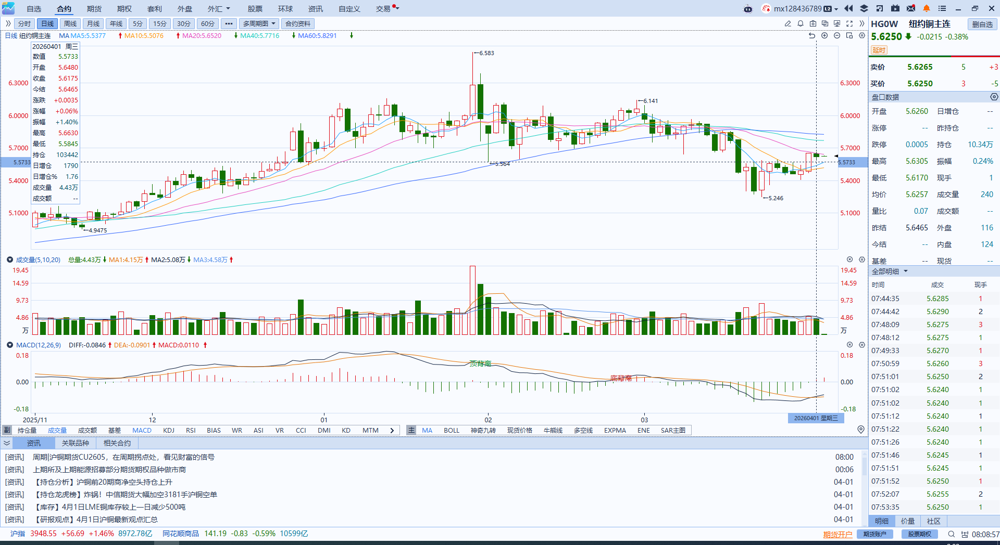 自选 合约 期货 期权 套利 外盘 外汇 股票 环球 资讯 自定义 交易 mx128436789 L2
分时 日线 周线 月线 年线 5分 15分 30分 60分 ••• 多周期图 合约资料
日线 纽约铜主连 MA MA5:5.5377 MA10:5.5076 MA20:5.6520 MA40:5.7716 MA60:5.8291
20260401 周三
数值 5.5733
开盘 5.6480
收盘 5.6175
今结 5.6465
涨跌 +0.0035
涨幅 +0.06%
振幅 +1.40%
最高 5.6630
最低 5.5845
持仓 103442
日增仓 1790
日增仓% 1.76
成交量 4.43万
成交额 --
6.3000 6.3000
6.0000 6.0000
5.7000 5.7000
5.5733 5.5733
5.4000 5.4000
5.1000 5.1000
6.583
6.141
5.564
5.246
4.9475
成交量(5,10,20) 总量:4.43万 MA1:4.15万 MA2:5.08万 MA3:4.58万
19.45 19.45
14.59 14.59
9.73 9.73
4.86 4.86
万 万
MACD(12,26,9) DIFF:-0.0846 DEA:-0.0901 MACD:0.0110
0.18 0.18
顶背离
底背离
0.00 0.00
-0.18 -0.18
2025/11 12 01 02 03 20260401 星期三
副 持仓量 成交量 成交额 基差 MACD KDJ RSI BIAS WR ASI VR CCI DMI KD MTM 主 MA BOLL 神奇九转 现货价格 牛熊线 多空线 EXPMA ENE SAR主图
资讯 关联品种 相关合约
[资讯] 周期|沪铜期货CU2605，在周期拐点处，看见财富的信号 08:00
[资讯] 上期所及上期能源招募部分期货期权品种做市商 00:06
[资讯] 【持仓分析】沪铜前20期商净空头持仓上升 04-01
[资讯] 【持仓龙虎榜】炸锅！中信期货大幅加空3181手沪铜空单 04-01
[资讯] 【库存】4月1日LME铜库存较上一日减少500吨 04-01
[资讯] 【研报观点】4月1日沪铜最新观点汇总 04-01
HG0W 纽约铜主连 删自选
5.6250 -0.0215 -0.38%
延时
卖价 5.6265 5 +3
买价 5.6250 3 -5
盘口数据
开盘 5.6260 日增仓 --
涨停 -- 昨持仓 --
跌停 0.0005 持仓 10.34万
最高 5.6305 振幅 0.24%
最低 5.6170 现手 1
均价 5.6257 成交量 240
量比 0.07 成交额 --
昨结 5.6465 外盘 116
今结 -- 内盘 124
基差 -- 现货 --
全部明细
时间 成交 现手
07:44:35 5.6285 1
07:44:42 5.6290 2
07:48:09 5.6275 3
07:48:12 5.6275 1
07:49:33 5.6270 1
07:50:59 5.6260 3
07:51:01 5.6250 2
07:51:02 5.6240 1
07:51:02 5.6240 1
07:51:12 5.6240 1
07:51:22 5.6240 1
07:51:26 5.6240 1
07:51:46 5.6245 1
07:51:51 5.6245 1
07:51:52 5.6250 1
07:52:07 5.6255 2
07:53:35 5.6250 1
明细 价量 社区
沪指 3948.55 +56.69 +1.46% 8972.78亿 同花顺商品 141.19 -0.83 -0.59% 10599亿 期货开户 期货账户 股票期权 08:08:57